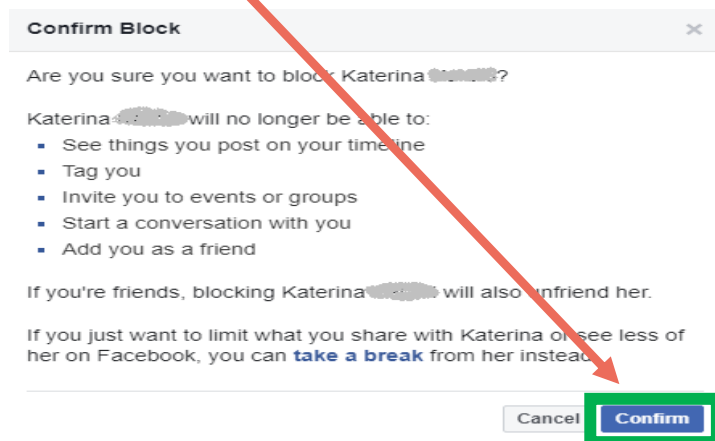 Confirm Block
Are you sure you want to block Katerina ?
Katerina will no longer be able to:
See things you post on your timeline
Tag you
Invite you to events or groups
Start a conversation with you
Add you as a friend
If you're friends, blocking Katerina will also unfriend her.
If you just want to limit what you share with Katerina or see less of
her on Facebook, you can take a break from her instead.
Cancel Confirm